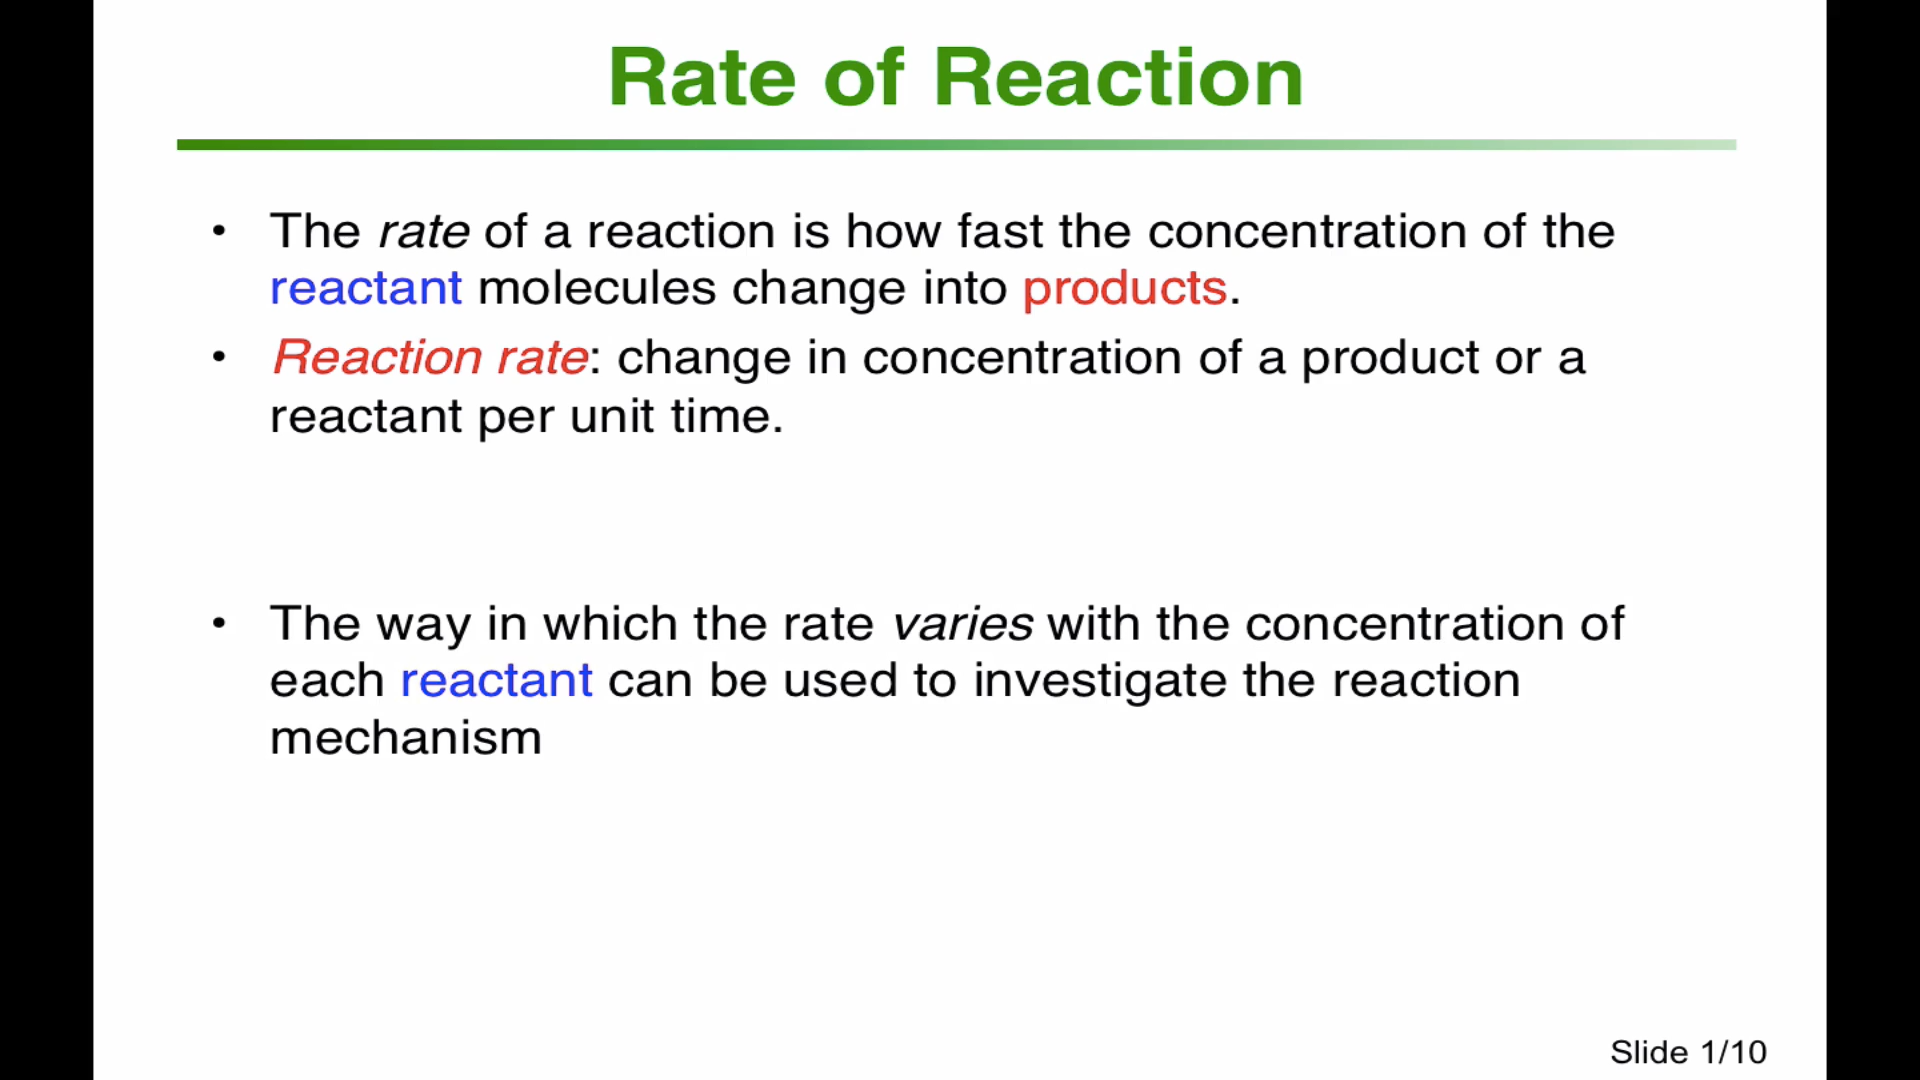 Rate of Reaction
• The rate of a reaction is how fast the concentration of the
reactant molecules change into products.
• Reaction rate: change in concentration of a product or a
reactant per unit time.
• The way in which the rate varies with the concentration of
each reactant can be used to investigate the reaction
mechanism
Slide 1/10